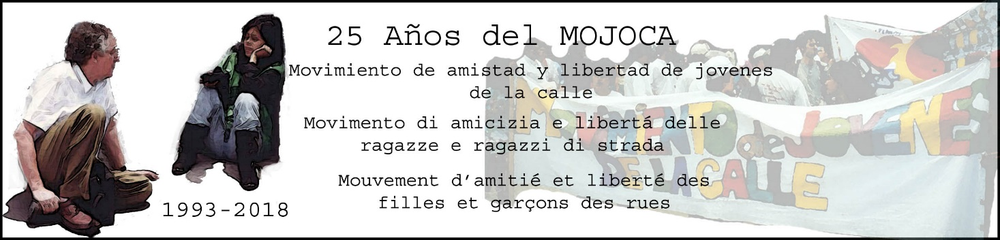 25 Años del MOJOCA
Movimiento de amistad y libertad de jovenes
de la calle
Movimento di amicizia e libertá delle
ragazze e ragazzi di strada
Mouvement d’amitié et liberté des
filles et garçons des rues
1993-2018
MOVIMIENTO de JOVENES
DE LA CALLE